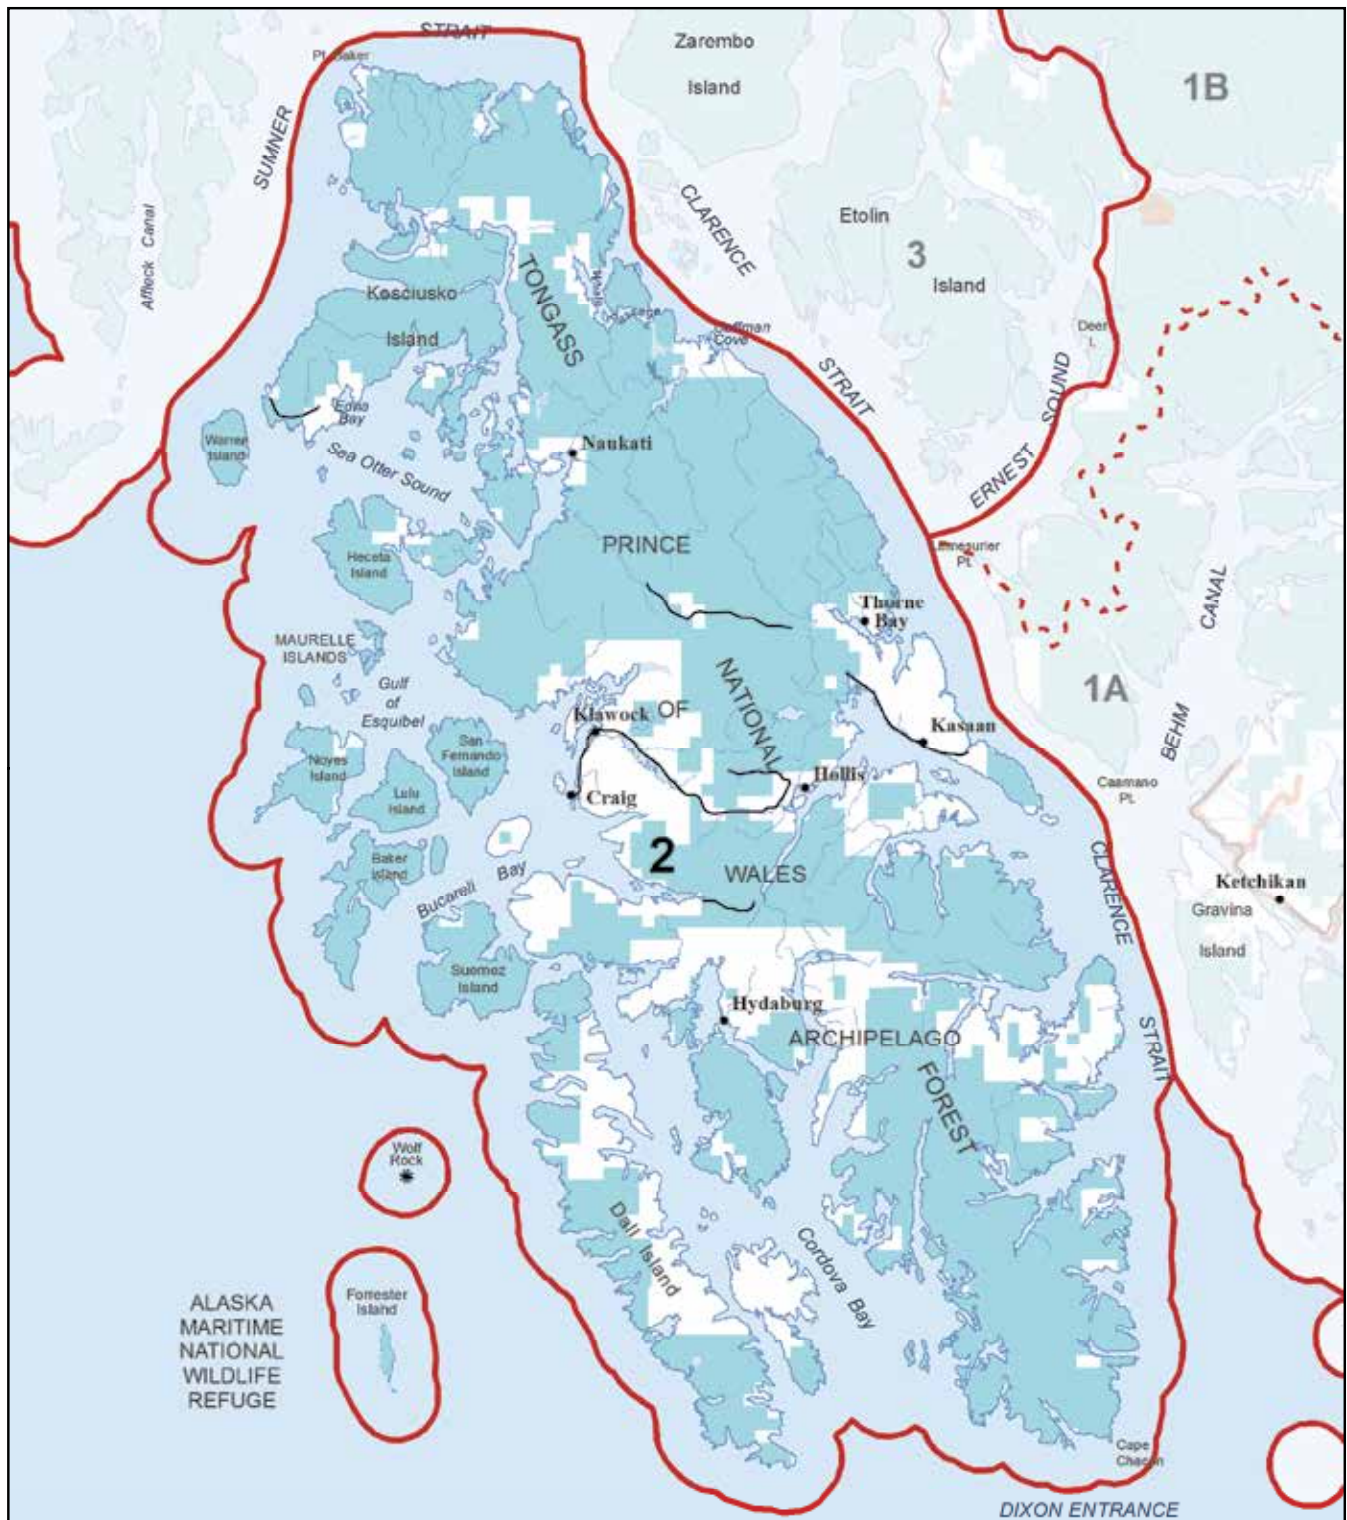 STRAIT
Pt. Baker
SUMNER
Zarembo
Island
1B
Affleck Canal
CLARENCE
Etolin
3
Island
TONGASS
Kosciusko
Island
Passage
Coffman
Cove
Deer
I.
STRAIT
SOUND
ERNEST
Edna
Bay
Warren
Island
Naukati
Sea Otter Sound
PRINCE
Heceta
Island
Lemesurier
Pt.
CANAL
Thorne
Bay
MAURELLE
ISLANDS
Gulf
of
Esquibel
NATIONAL
1A
BEHM
Klawock
OF
Kasaan
San
Fernando
Island
Noyes
Island
Lulu
Island
Craig
Hollis
Caamano
Pt.
2
WALES
Baker
Island
Bucareli Bay
CLARENCE
Ketchikan
Gravina
Island
Suemez
Island
Hydaburg
ARCHIPELAGO
STRAIT
FOREST
Wolf
Rock
Dall Island
Cordova Bay
Forrester
Island
ALASKA
MARITIME
NATIONAL
WILDLIFE
REFUGE
Cape
Chacon
DIXON ENTRANCE